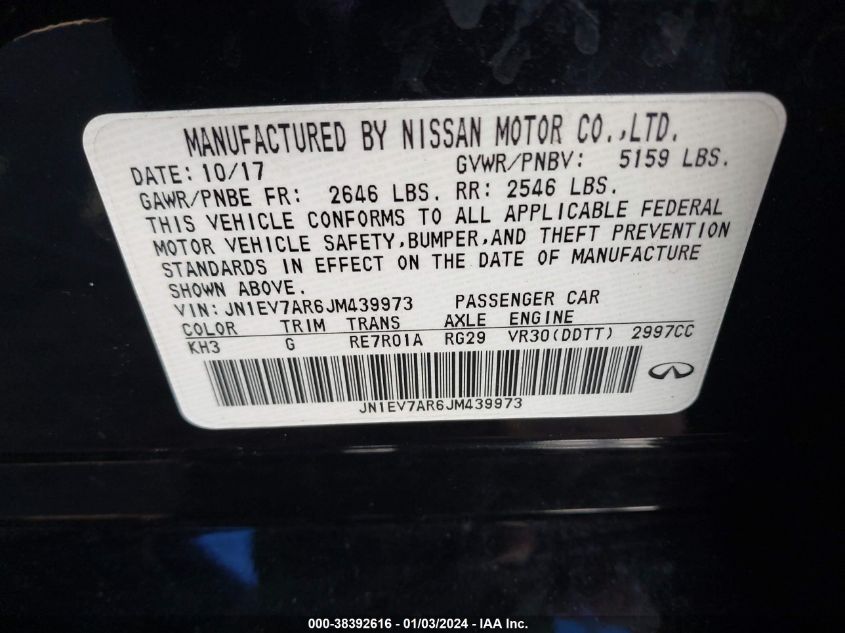 MANUFACTURED BY NISSAN MOTOR CO.,LTD.
DATE: 10/17 GVWR/PNBV: 5159 LBS.
GAWR/PNBE FR: 2646 LBS. RR: 2546 LBS.
THIS VEHICLE CONFORMS TO ALL APPLICABLE FEDERAL
MOTOR VEHICLE SAFETY,BUMPER,AND THEFT PREVENTION
STANDARDS IN EFFECT ON THE DATE OF MANUFACTURE
SHOWN ABOVE.
VIN: JN1EV7AR6JM439973 PASSENGER CAR
COLOR TRIM TRANS AXLE ENGINE
KH3 G RE7R01A RG29 VR30(DDTT) 2997CC
JN1EV7AR6JM439973
000-38392616 - 01/03/2024 - IAA Inc.